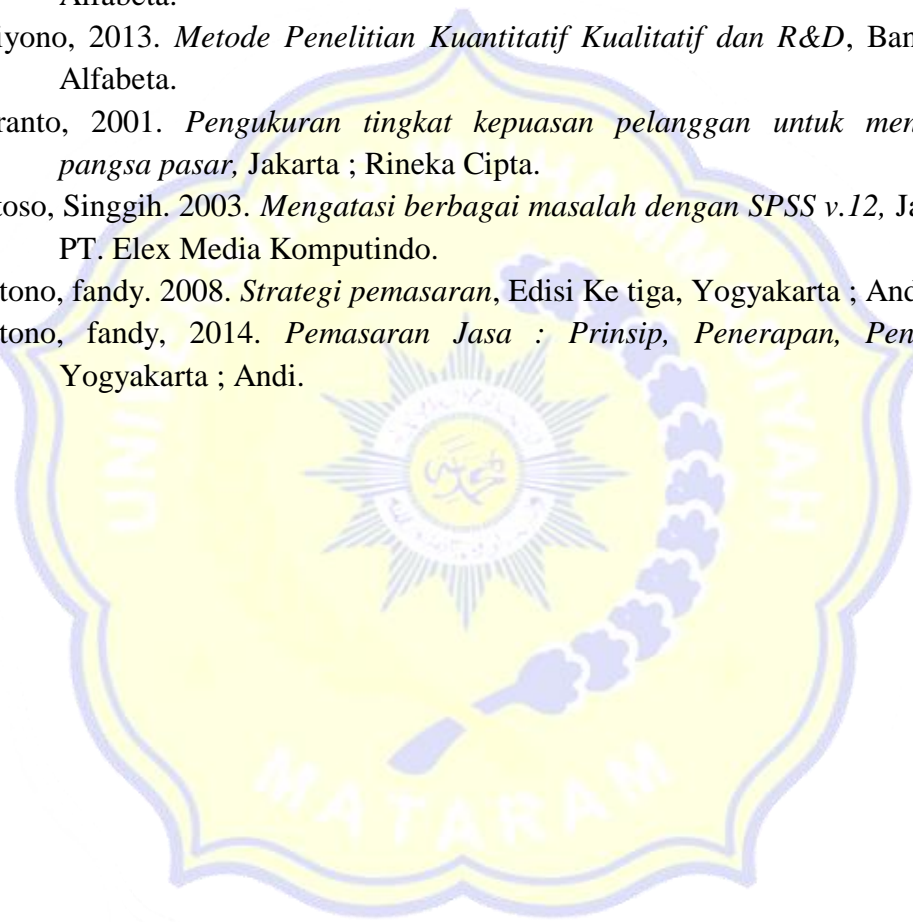 Alfabeta.
iyono, 2013. Metode Penelitian Kuantitatif Kualitatif dan R&D, Ban
Alfabeta.
ranto, 2001. Pengukuran tingkat kepuasan pelanggan untuk men
pangsa pasar, Jakarta ; Rineka Cipta.
toso, Singgih. 2003. Mengatasi berbagai masalah dengan SPSS v.12, Ja
PT. Elex Media Komputindo.
tono, fandy. 2008. Strategi pemasaran, Edisi Ke tiga, Yogyakarta ; And
tono, fandy, 2014. Pemasaran Jasa : Prinsip, Penerapan, Pen
Yogyakarta ; Andi.
UNIVERSITAS MUHAMMADIYAH
MATARAM